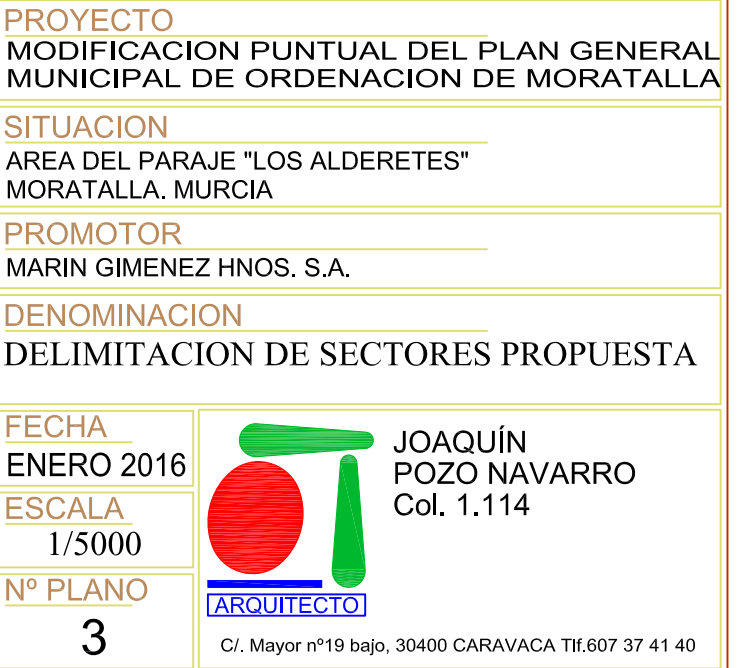 PROYECTO
MODIFICACION PUNTUAL DEL PLAN GENERAL
MUNICIPAL DE ORDENACION DE MORATALLA
SITUACION
AREA DEL PARAJE "LOS ALDERETES"
MORATALLA. MURCIA
PROMOTOR
MARIN GIMENEZ HNOS. S.A.
DENOMINACION
DELIMITACION DE SECTORES PROPUESTA
FECHA
ENERO 2016
ESCALA
1/5000
Nº PLANO
3
JOAQUÍN
POZO NAVARRO
Col. 1.114
ARQUITECTO
C/. Mayor nº19 bajo, 30400 CARAVACA Tlf.607 37 41 40